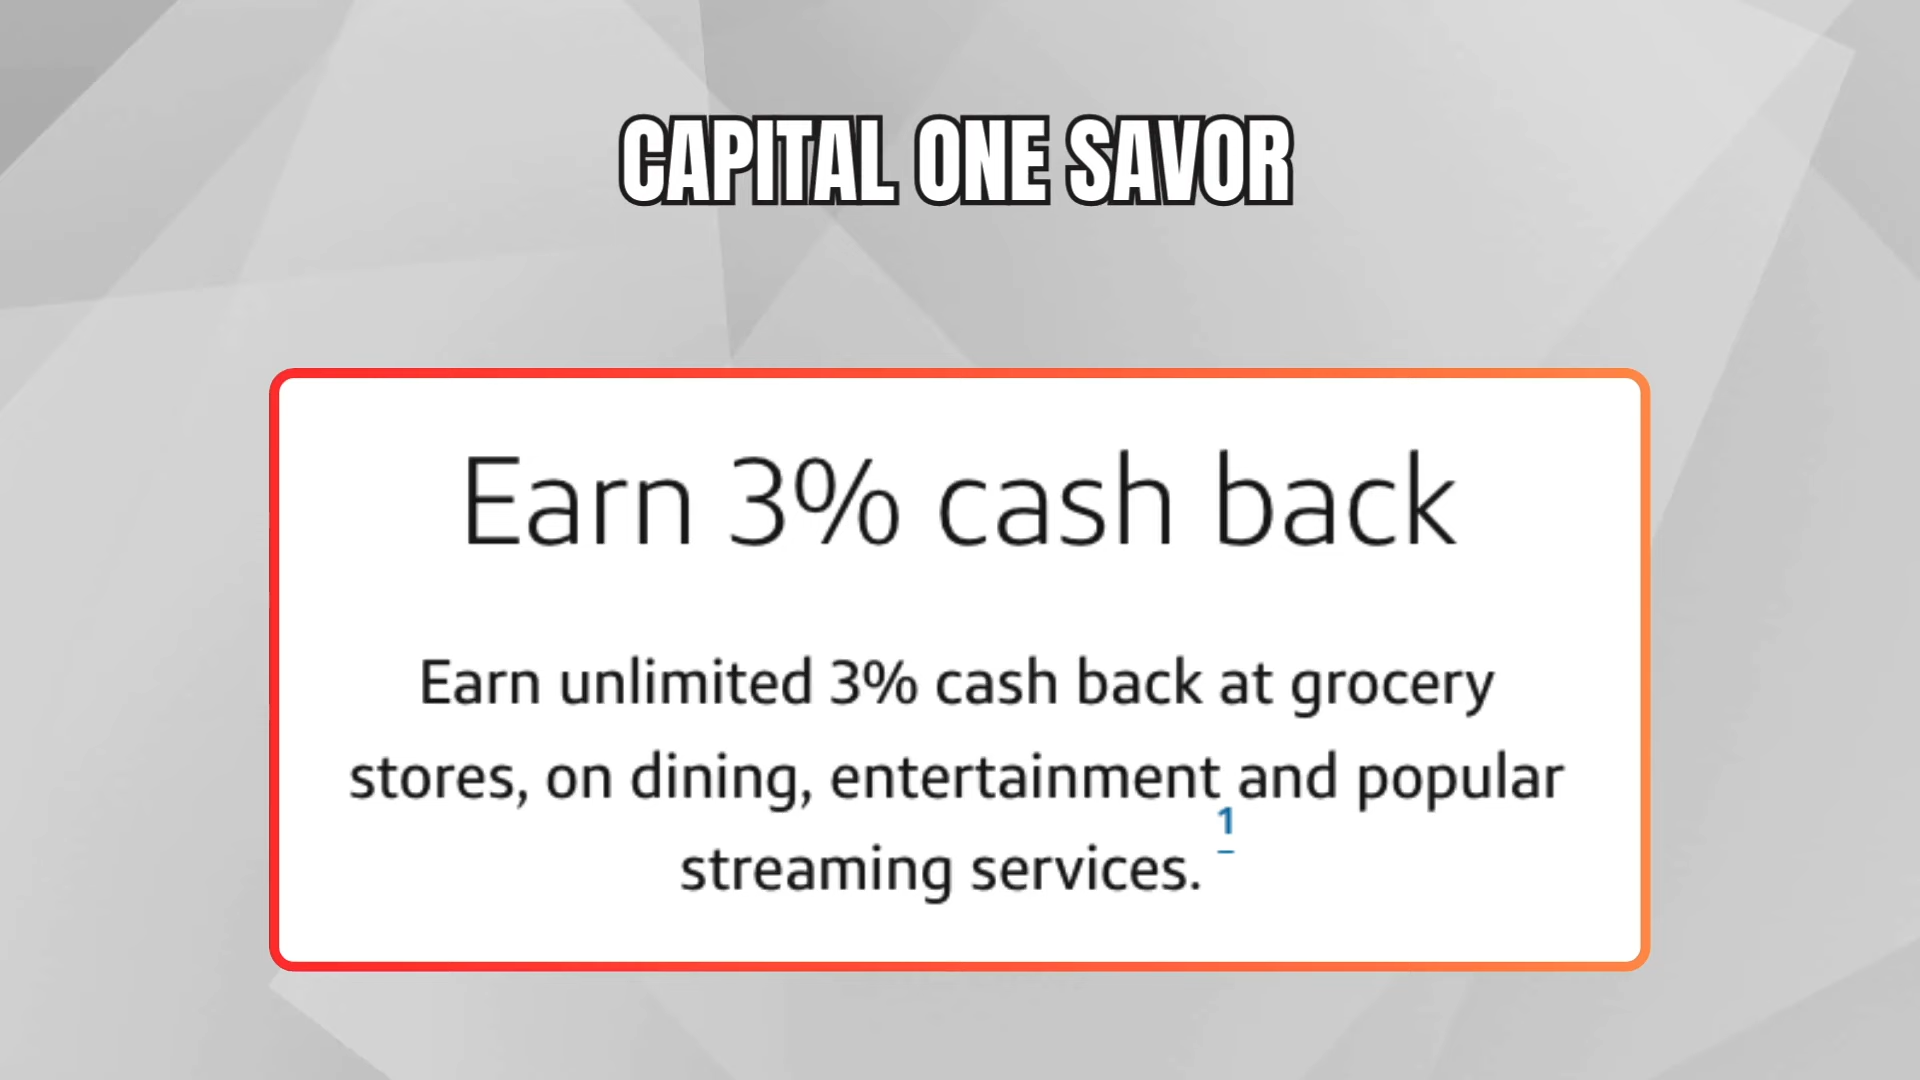 CAPITAL ONE SAVOR
Earn 3% cash back
Earn unlimited 3% cash back at grocery
stores, on dining, entertainment and popular
streaming services. 1